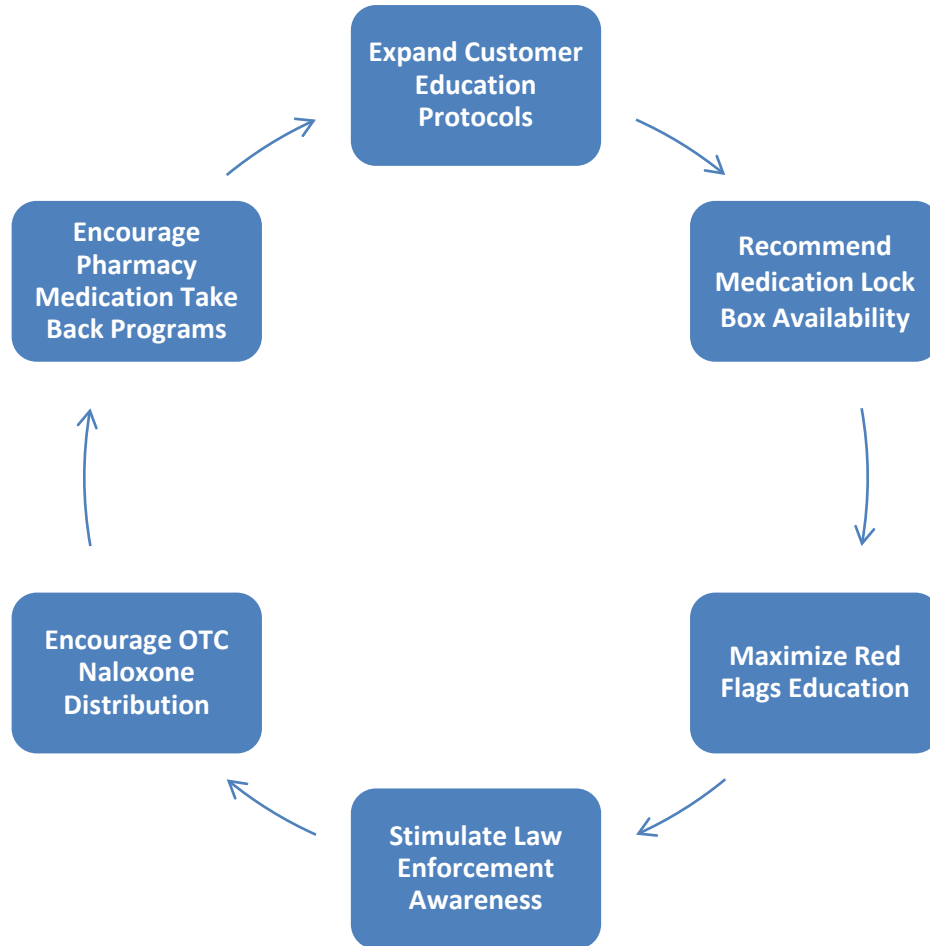 Expand Customer
Education
Protocols
Recommend
Medication Lock
Box Availability
Maximize Red
Flags Education
Stimulate Law
Enforcement
Awareness
Encourage OTC
Naloxone
Distribution
Encourage
Pharmacy
Medication Take
Back Programs